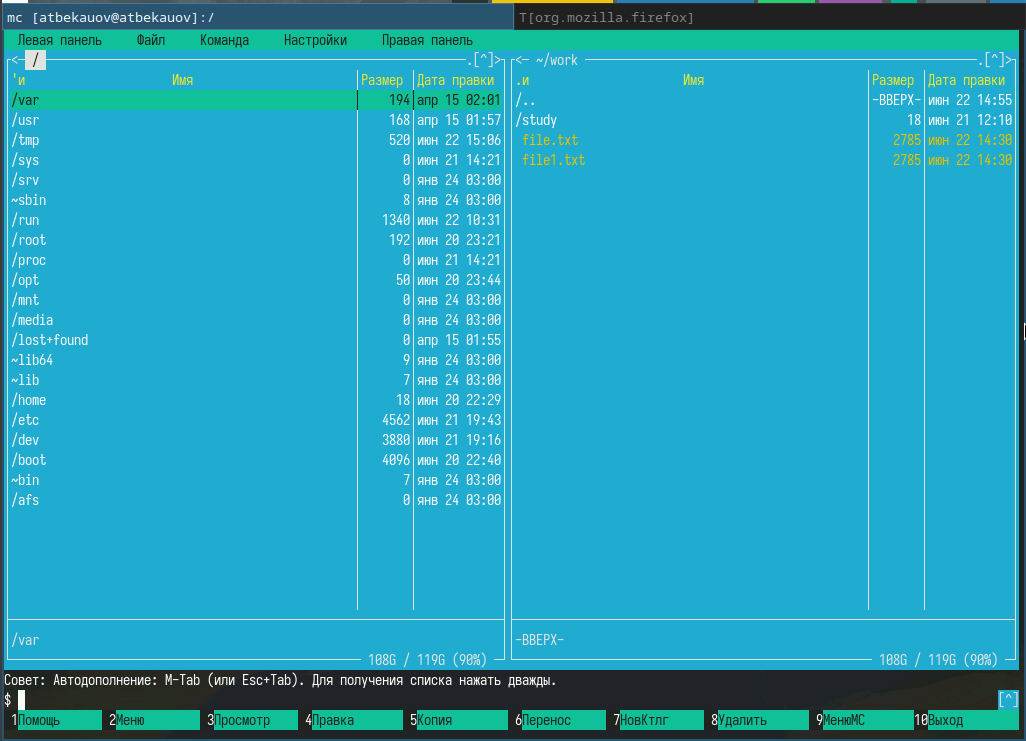 mc [atbekauov@atbekauov]:/ T[org.mozilla.firefox]
Левая панель Файл Команда Настройки Правая панель
<─ / .[^]> <─ ~/work .[^]>
'и Имя Размер Дата правки .и Имя Размер Дата правки
/var 194 апр 15 02:01 /.. -ВВЕРХ- июн 22 14:55
/usr 168 апр 15 01:57 /study 18 июн 21 12:10
/tmp 520 июн 22 15:06 file.txt 2785 июн 22 14:30
/sys 0 июн 21 14:21 file1.txt 2785 июн 22 14:30
/srv 0 янв 24 03:00
~sbin 8 янв 24 03:00
/run 1340 июн 22 10:31
/root 192 июн 20 23:21
/proc 0 июн 21 14:21
/opt 50 июн 20 23:44
/mnt 0 янв 24 03:00
/media 0 янв 24 03:00
/lost+found 0 апр 15 01:55
~lib64 9 янв 24 03:00
~lib 7 янв 24 03:00
/home 18 июн 20 22:29
/etc 4562 июн 21 19:43
/dev 3880 июн 21 19:16
/boot 4096 июн 20 22:40
~bin 7 янв 24 03:00
/afs 0 янв 24 03:00
/var -ВВЕРХ-
108G / 119G (90%) 108G / 119G (90%)
Совет: Автодополнение: M-Tab (или Esc+Tab). Для получения списка нажать дважды.
$ [^]
1Помощь 2Меню 3Просмотр 4Правка 5Копия 6Перенос 7НовКтлг 8Удалить 9МенюMC 10Выход